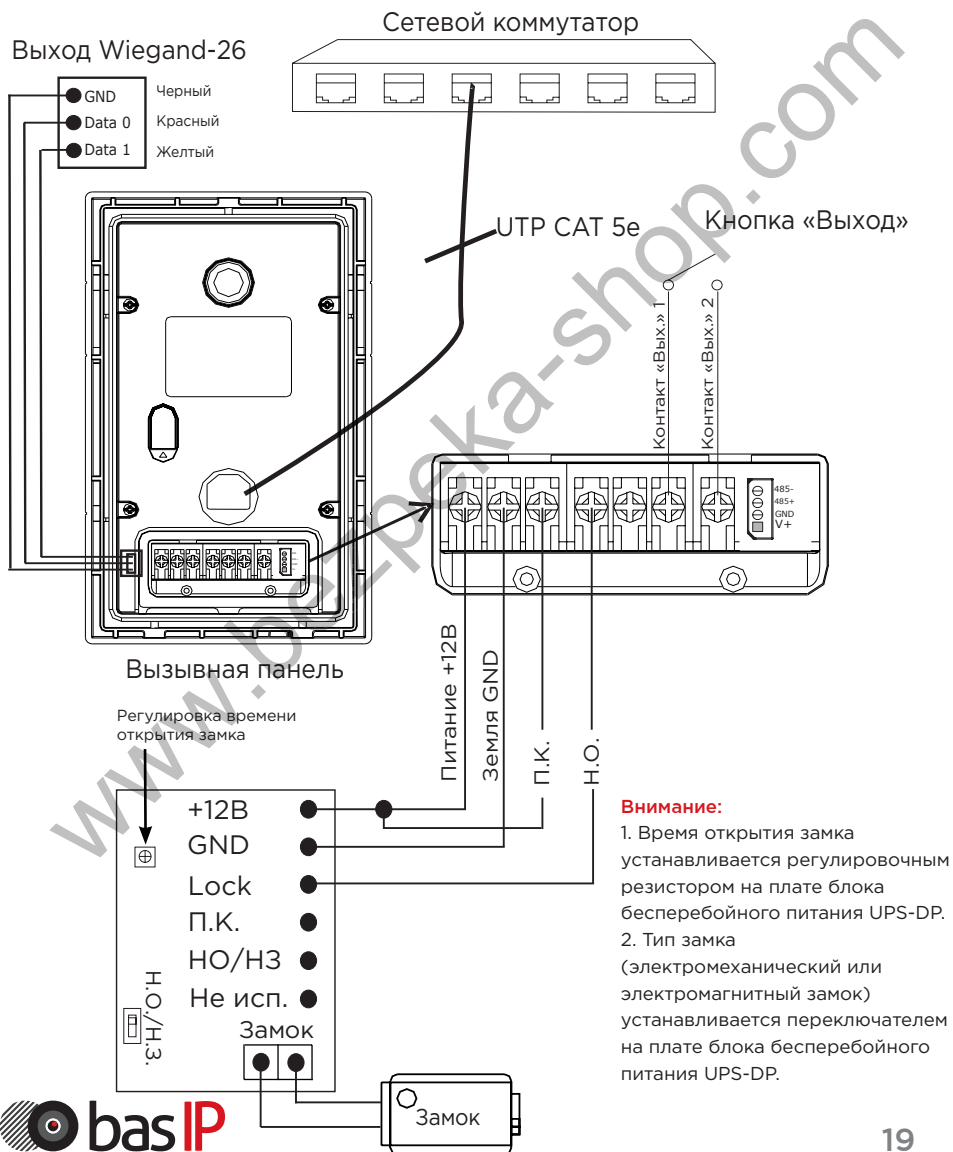 Сетевой коммутатор
Выход Wiegand-26
GND
Черный
Data 0
Красный
Data 1
Желтый
UTP CAT 5e
Кнопка «Выход»
Контакт «Вых.» 1
Контакт «Вых.» 2
485-
485+
GND
V+
Вызывная панель
Питание +12В
Земля GND
П.К.
Н.О.
Регулировка времени
открытия замка
+12В
GND
Lock
П.К.
НО/НЗ
Не исп.
Замок
Н.О./Н.З.
Замок
Внимание:
1. Время открытия замка
устанавливается регулировочным
резистором на плате блока
бесперебойного питания UPS-DP.
2. Тип замка
(электромеханический или
электромагнитный замок)
устанавливается переключателем
на плате блока бесперебойного
питания UPS-DP.
basIP
19
www.bezpeka-shop.com